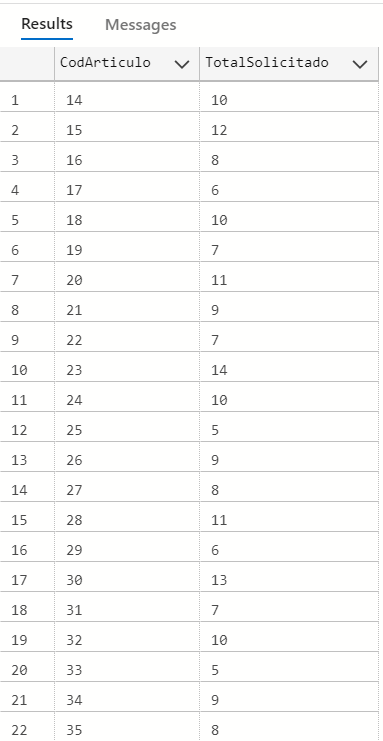 Results Messages
CodArticulo TotalSolicitado
1 14 10
2 15 12
3 16 8
4 17 6
5 18 10
6 19 7
7 20 11
8 21 9
9 22 7
10 23 14
11 24 10
12 25 5
13 26 9
14 27 8
15 28 11
16 29 6
17 30 13
18 31 7
19 32 10
20 33 5
21 34 9
22 35 8